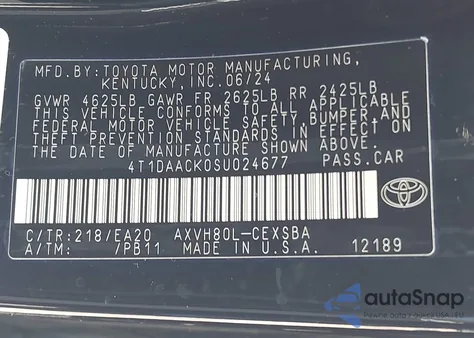 MFD.BY:TOYOTA MOTOR MANUFACTURING,
KENTUCKY, INC. 06/24
GVWR 4625LB GAWR FR 2625LB RR 2425LB
THIS VEHICLE CONFORMS TO ALL APPLICABLE
FEDERAL MOTOR VEHICLE SAFETY, BUMPER, AND
THEFT PREVENTION STANDARDS IN EFFECT
ON THE DATE OF MANUFACTURE SHOWN ABOVE.
4T1DAACK0SU024677 PASS.CAR
C/TR:218/EA20 AXVH80L-CEXSBA
A/TM: /PB11 MADE IN U.S.A. 12189
TOYOTA
autoSnap